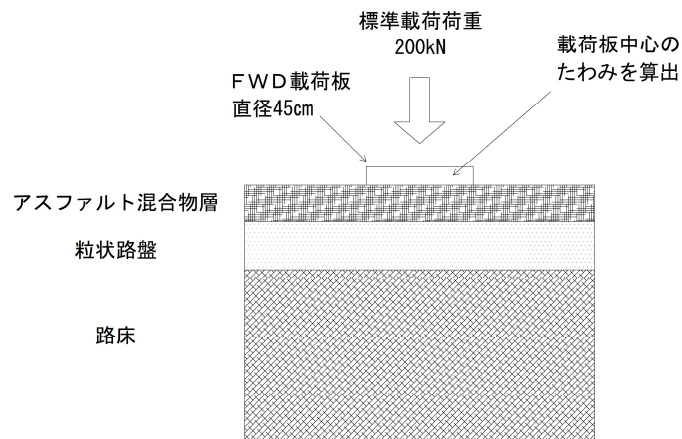 標準載荷荷重
200kN
載荷板中心の
たわみを算出
ＦＷＤ載荷板
直径45㎝
アスファルト混合物層
粒状路盤
路床